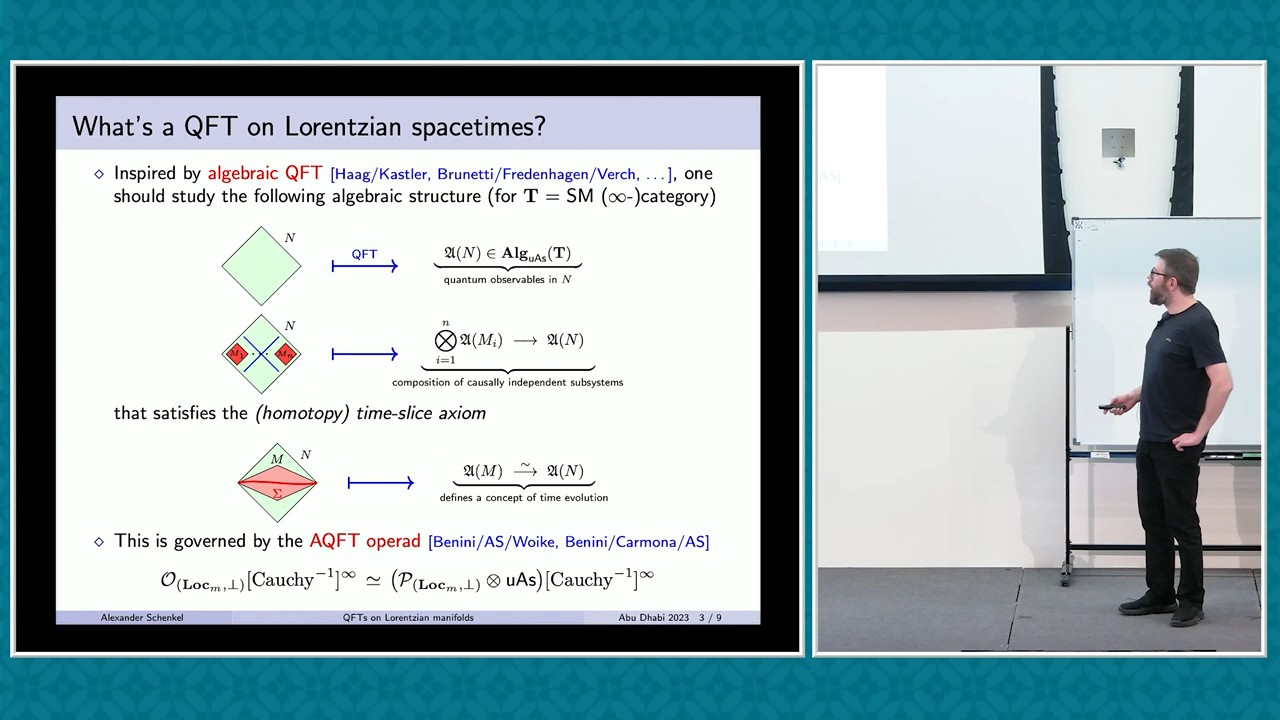 What's a QFT on Lorentzian spacetimes?
⋄ Inspired by algebraic QFT [Haag/Kastler, Brunetti/Fredenhagen/Verch, ...], one
should study the following algebraic structure (for T = SM (∞-)category)
N
QFT
𝔄(N) ∈ Alg_uAs(T)
quantum observables in N
N
M_1 ··· M_n
⊗_{i=1}^{n} 𝔄(M_i) ⟶ 𝔄(N)
composition of causally independent subsystems
that satisfies the (homotopy) time-slice axiom
M N
Σ
𝔄(M) ⟶^∼ 𝔄(N)
defines a concept of time evolution
⋄ This is governed by the AQFT operad [Benini/AS/Woike, Benini/Carmona/AS]
𝒪_(Loc_m,⊥)[Cauchy⁻¹]^∞ ≃ (𝒫_(Loc_m,⊥) ⊗ uAs)[Cauchy⁻¹]^∞
Alexander Schenkel QFTs on Lorentzian manifolds Abu Dhabi 2023 3 / 9